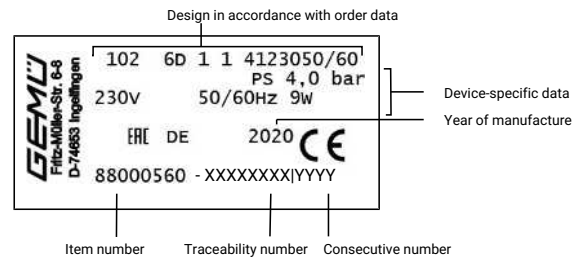 Design in accordance with order data
GEMÜ
Fritz-Müller-Str. 6-8
D-74653 Ingelfingen
102 6D 1 1 4123050/60
PS 4,0 bar
230V 50/60Hz 9W
Device-specific data
Year of manufacture
EAC DE 2020 CE
88000560 - XXXXXXXX|YYYY
Item number Traceability number Consecutive number